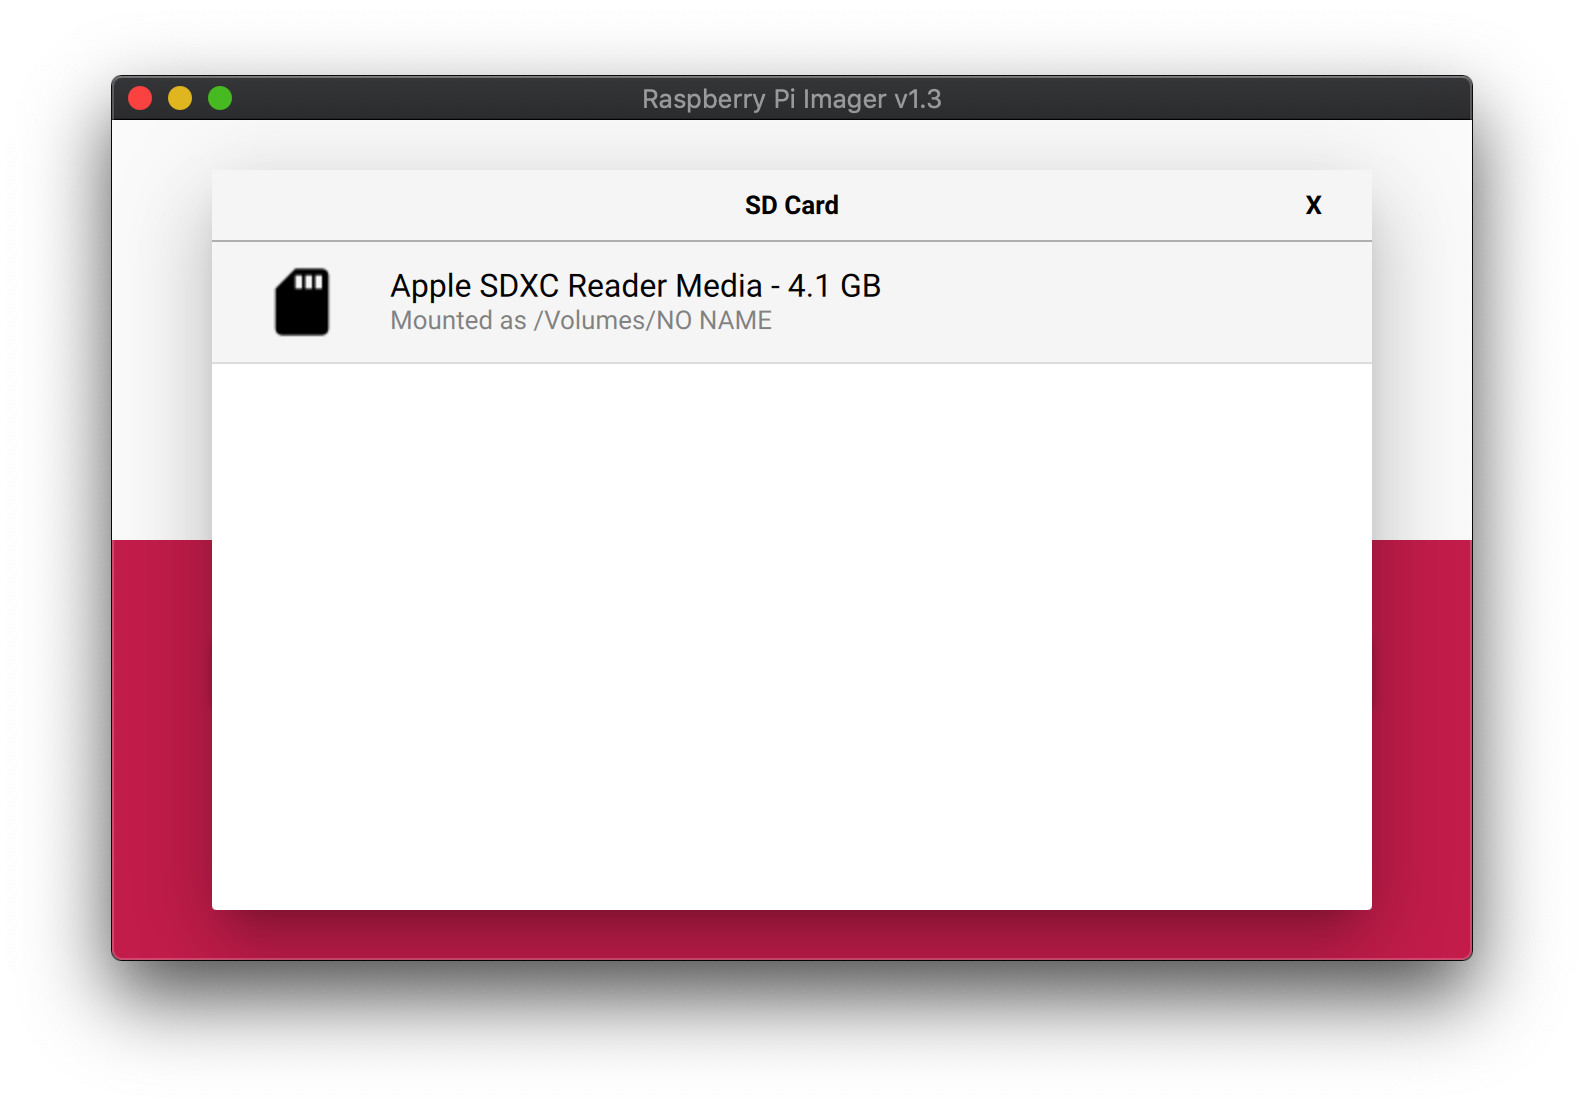 Raspberry Pi Imager v1.3
SD Card
X
Apple SDXC Reader Media - 4.1 GB
Mounted as /Volumes/NO NAME